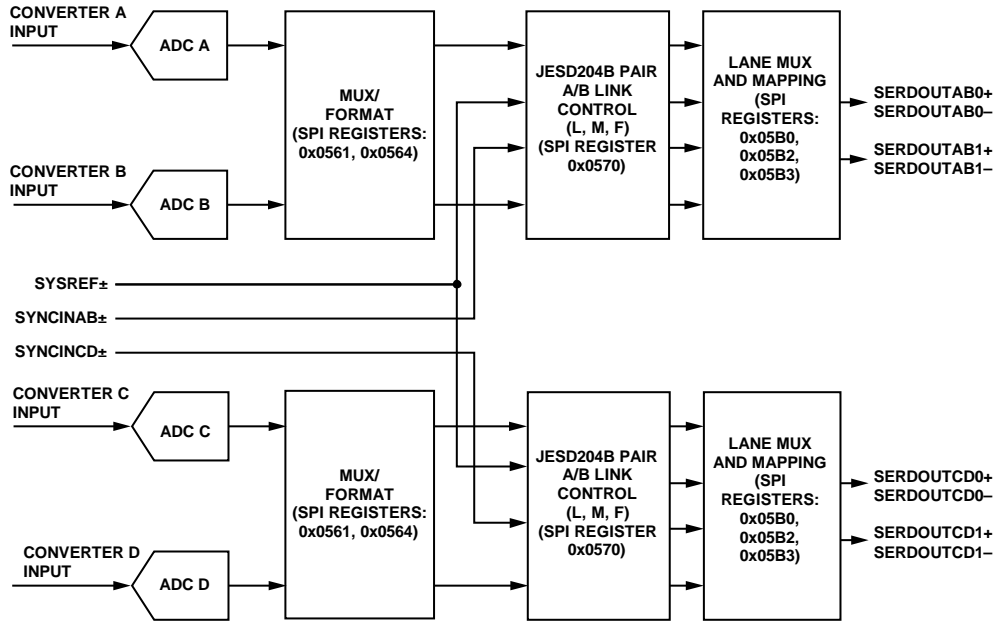 CONVERTER A
INPUT
ADC A
MUX/
FORMAT
(SPI REGISTERS:
0x0561, 0x0564)
JESD204B PAIR
A/B LINK
CONTROL
(L, M, F)
(SPI REGISTER
0x0570)
LANE MUX
AND MAPPING
(SPI
REGISTERS:
0x05B0,
0x05B2,
0x05B3)
SERDOUTAB0+
SERDOUTAB0–
SERDOUTAB1+
SERDOUTAB1–
CONVERTER B
INPUT
ADC B
SYSREF±
SYNCINAB±
SYNCINCD±
CONVERTER C
INPUT
ADC C
MUX/
FORMAT
(SPI REGISTERS:
0x0561, 0x0564)
JESD204B PAIR
A/B LINK
CONTROL
(L, M, F)
(SPI REGISTER
0x0570)
LANE MUX
AND MAPPING
(SPI
REGISTERS:
0x05B0,
0x05B2,
0x05B3)
SERDOUTCD0+
SERDOUTCD0–
SERDOUTCD1+
SERDOUTCD1–
CONVERTER D
INPUT
ADC D